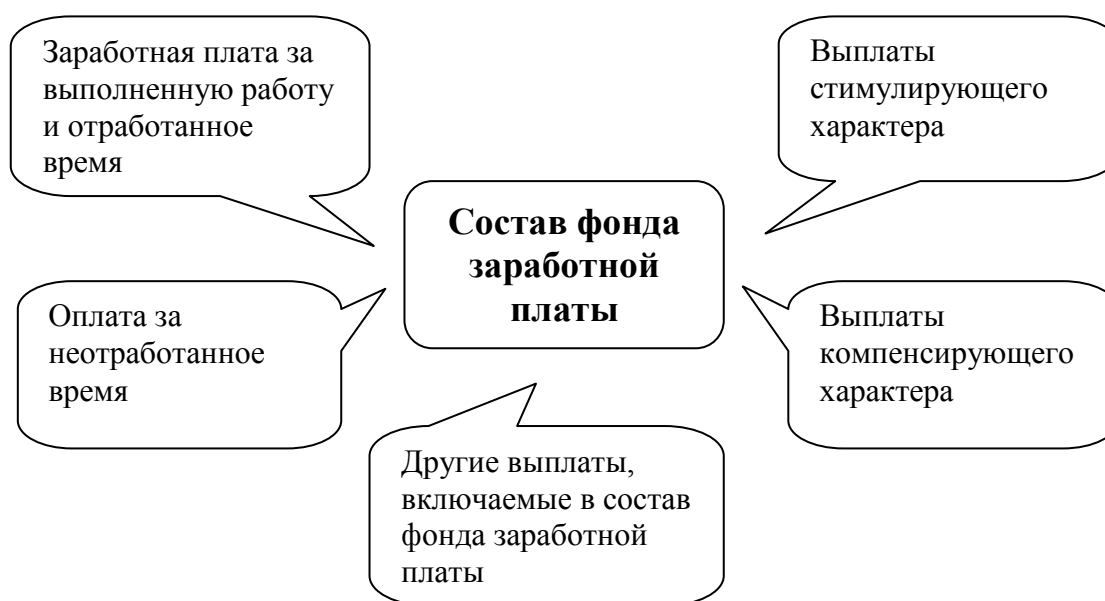 Заработная плата за
выполненную работу
и отработанное
время
Выплаты
стимулирующего
характера
Состав фонда
заработной
платы
Оплата за
неотработанное
время
Выплаты
компенсирующего
характера
Другие выплаты,
включаемые в состав
фонда заработной
платы